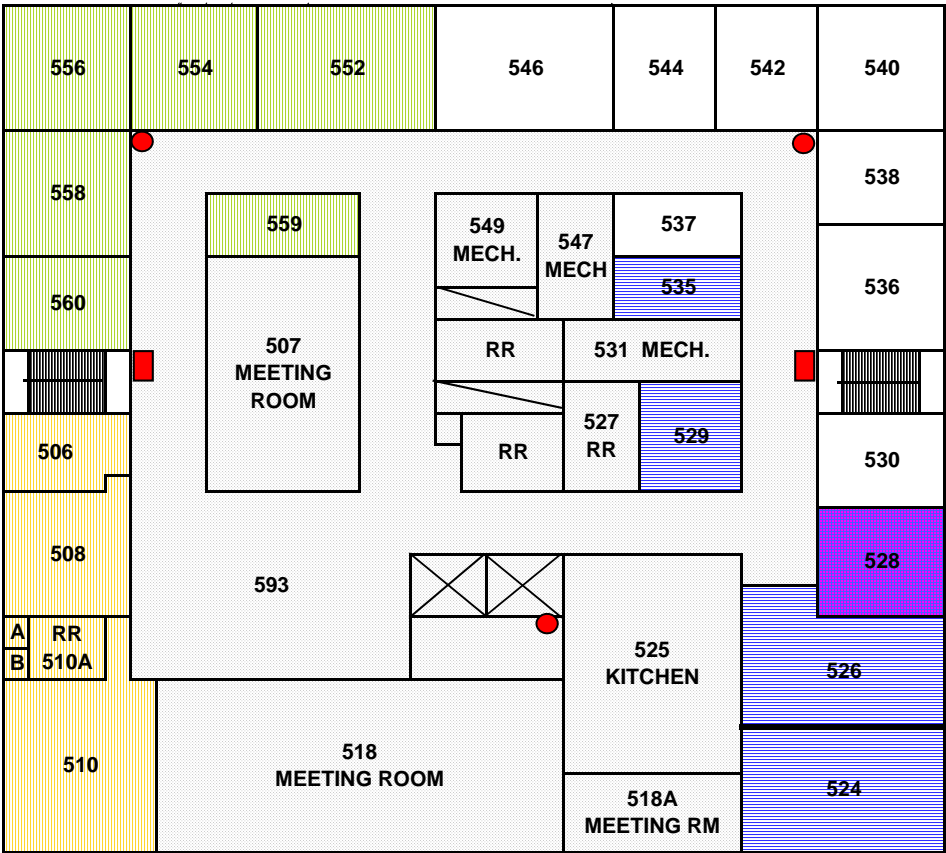 556
554
552
546
544
542
540
558
538
559
549
MECH.
547
MECH
537
535
536
560
507
MEETING
ROOM
RR
531 MECH.
506
RR
527
RR
529
530
508
593
528
A
B
RR
510A
525
KITCHEN
526
510
518
MEETING ROOM
518A
MEETING RM
524